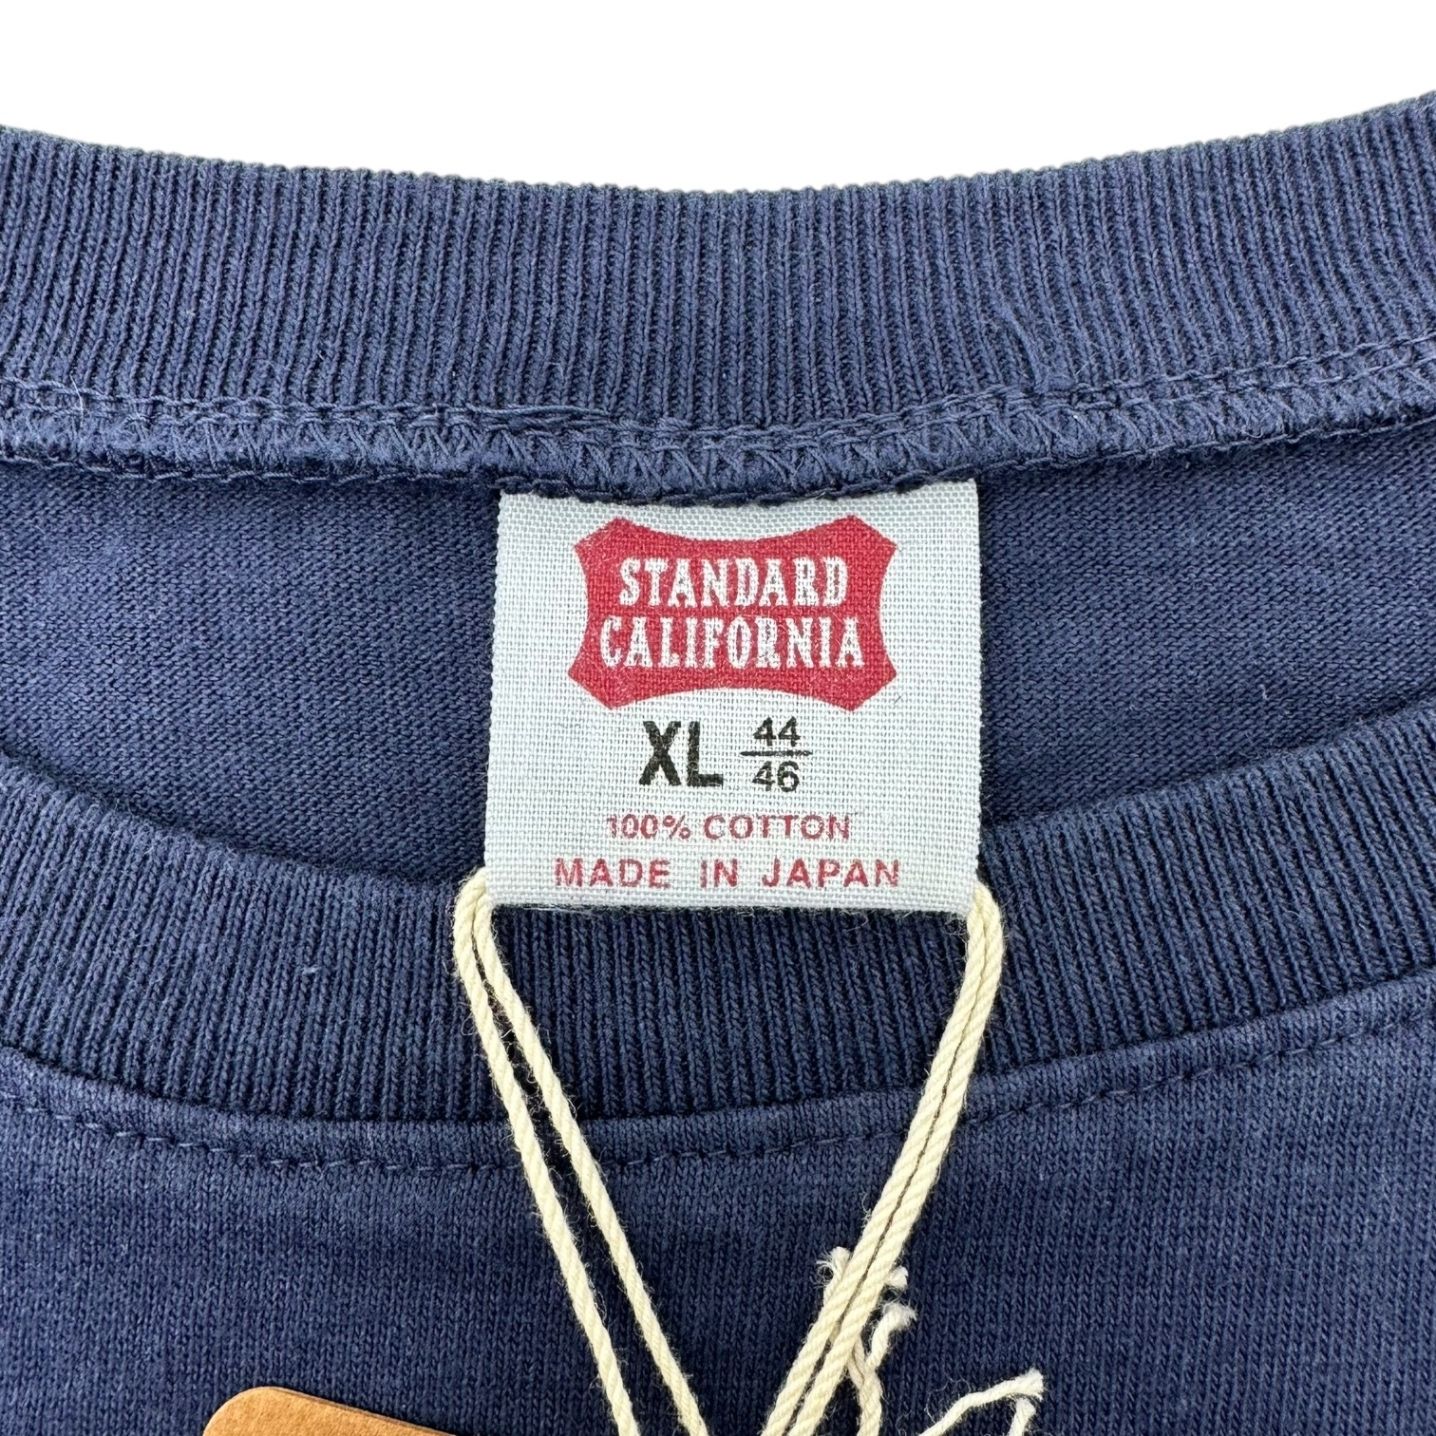 STANDARD
CALIFORNIA
XL 44/46
100% COTTON
MADE IN JAPAN